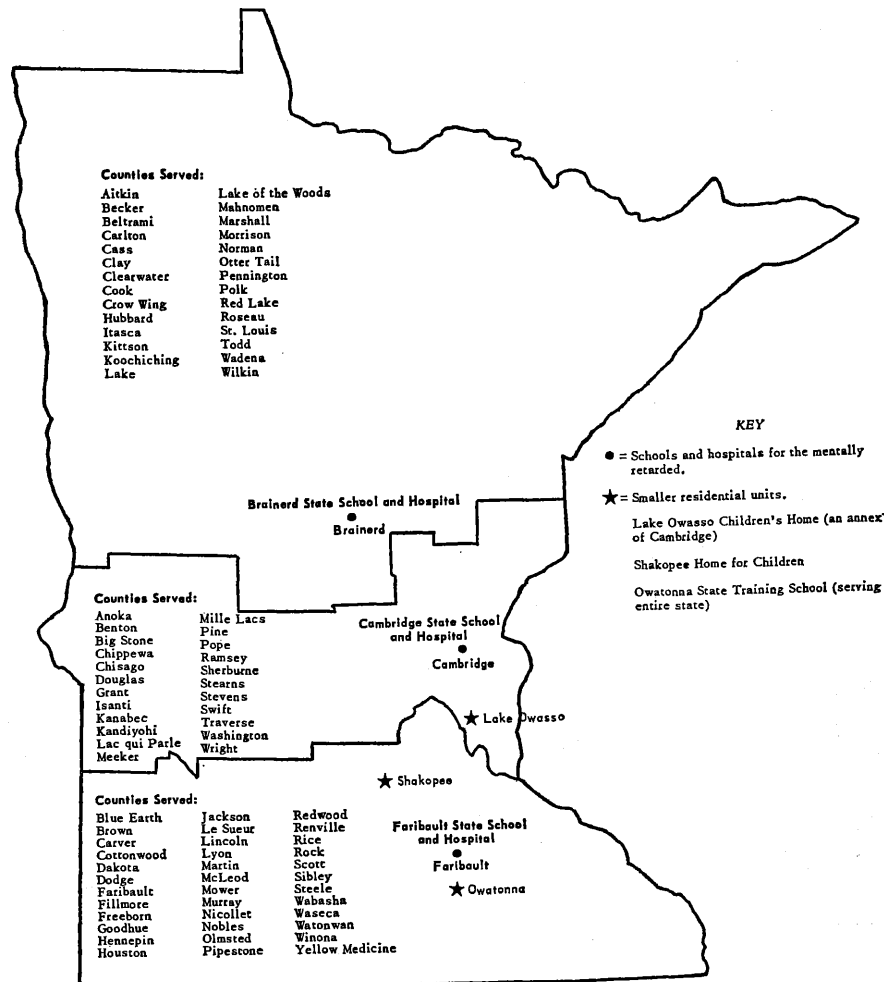 Counties Served:
Aitkin
Becker
Beltrami
Carlton
Cass
Clay
Clearwater
Cook
Crow Wing
Hubbard
Itasca
Kittson
Koochiching
Lake
Lake of the Woods
Mahnomen
Marshall
Morrison
Norman
Otter Tail
Pennington
Polk
Red Lake
Roseau
St. Louis
Todd
Wadena
Wilkin
KEY
= Schools and hospitals for the mentally
retarded.
= Smaller residential units.
Lake Owasso Children's Home (an annex
of Cambridge)
Shakopee Home for Children
Owatonna State Training School (serving
entire state)
Brainerd State School and Hospital
Brainerd
Counties Served:
Anoka
Benton
Big Stone
Chippewa
Chisago
Douglas
Grant
Isanti
Kanabec
Kandiyohi
Lac qui Parle
Meeker
Mille Lacs
Pine
Pope
Ramsey
Sherburne
Stearns
Stevens
Swift
Traverse
Washington
Wright
Cambridge State School
and Hospital
Cambridge
Lake Owasso
Shakopee
Counties Served:
Blue Earth
Brown
Carver
Cottonwood
Dakota
Dodge
Faribault
Fillmore
Freeborn
Goodhue
Hennepin
Houston
Jackson
Le Sueur
Lincoln
Lyon
Martin
McLeod
Mower
Murray
Nicollet
Nobles
Olmsted
Pipestone
Redwood
Renville
Rice
Rock
Scott
Sibley
Steele
Wabasha
Waseca
Watonwan
Winona
Yellow Medicine
Faribault State School
and Hospital
Faribault
Owatonna